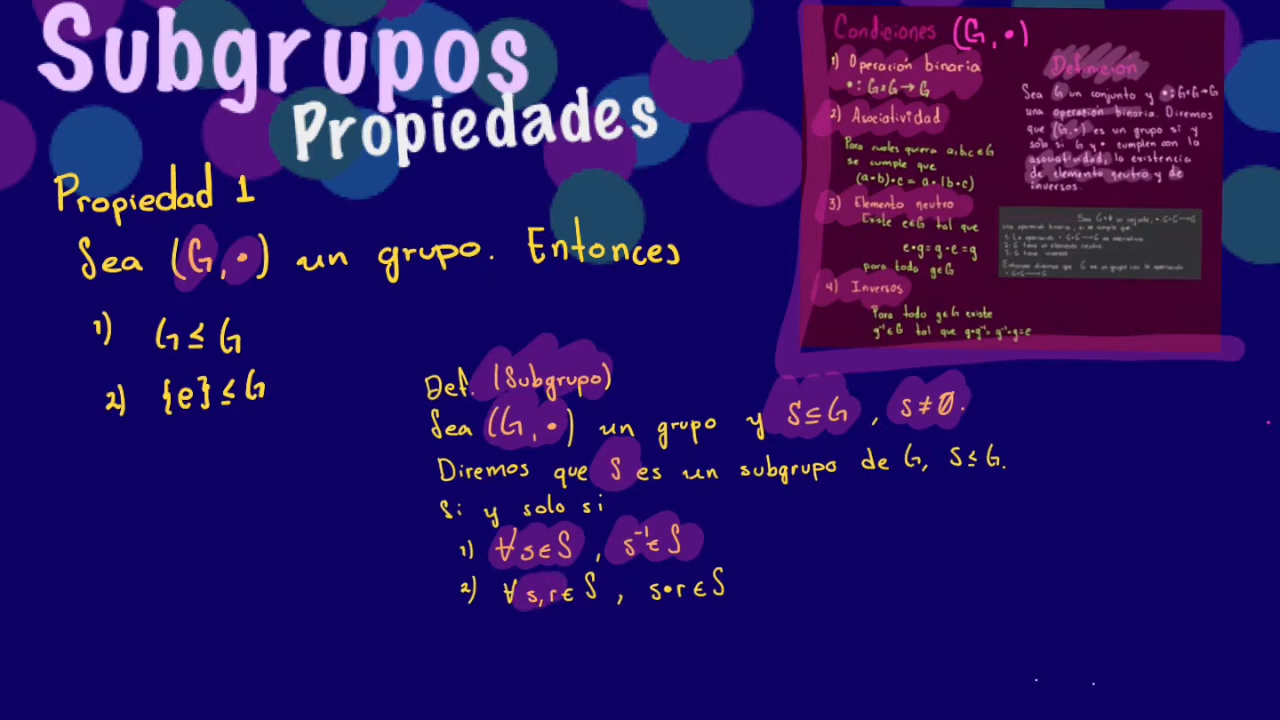 Subgrupos
Propiedades
Propiedad 1
Sea (G, •) un grupo. Entonces
1) G ≤ G
2) {e} ≤ G
Def. (Subgrupo)
Sea (G, •) un grupo y S ⊆ G , S ≠ ∅.
Diremos que S es un subgrupo de G, S ≤ G.
Si y solo si
1) ∀ s ∈ S , s⁻¹ ∈ S
2) ∀ s, r ∈ S , s • r ∈ S
Condiciones (G, •)
1) Operación binaria
• : G × G → G
2) Asociatividad
Para cuales quiera a,b,c ∈ G
se cumple que
(a • b) • c = a • (b • c)
3) Elemento neutro
Existe e ∈ G tal que
e • g = g • e = g
para todo g ∈ G
4) Inversos
Para todo g ∈ G existe
g⁻¹ ∈ G tal que g • g⁻¹ = g⁻¹ • g = e
Definición
Sea G un conjunto y • : G × G → G
una operación binaria. Diremos
que (G, •) es un grupo si y
solo si G y • cumplen con la
asociatividad, la existencia
de elemento neutro y de
inversos.